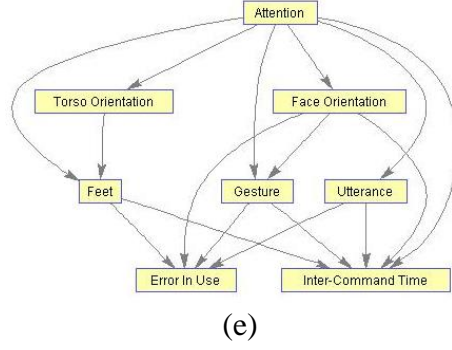 Attention
Torso Orientation
Face Orientation
Feet
Gesture
Utterance
Error In Use
Inter-Command Time
(e)